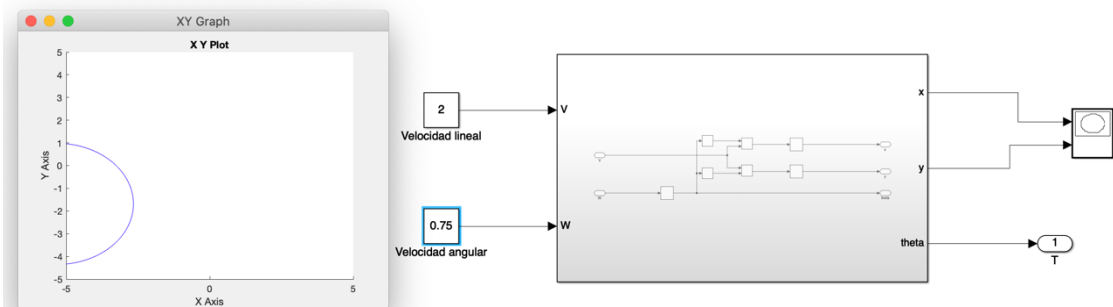 XY Graph
X Y Plot
5
4
3
2
1
0
-1
-2
-3
-4
-5
Y Axis
-5
0
5
X Axis
2
Velocidad lineal
0.75
Velocidad angular
V
W
x
y
theta
1
T